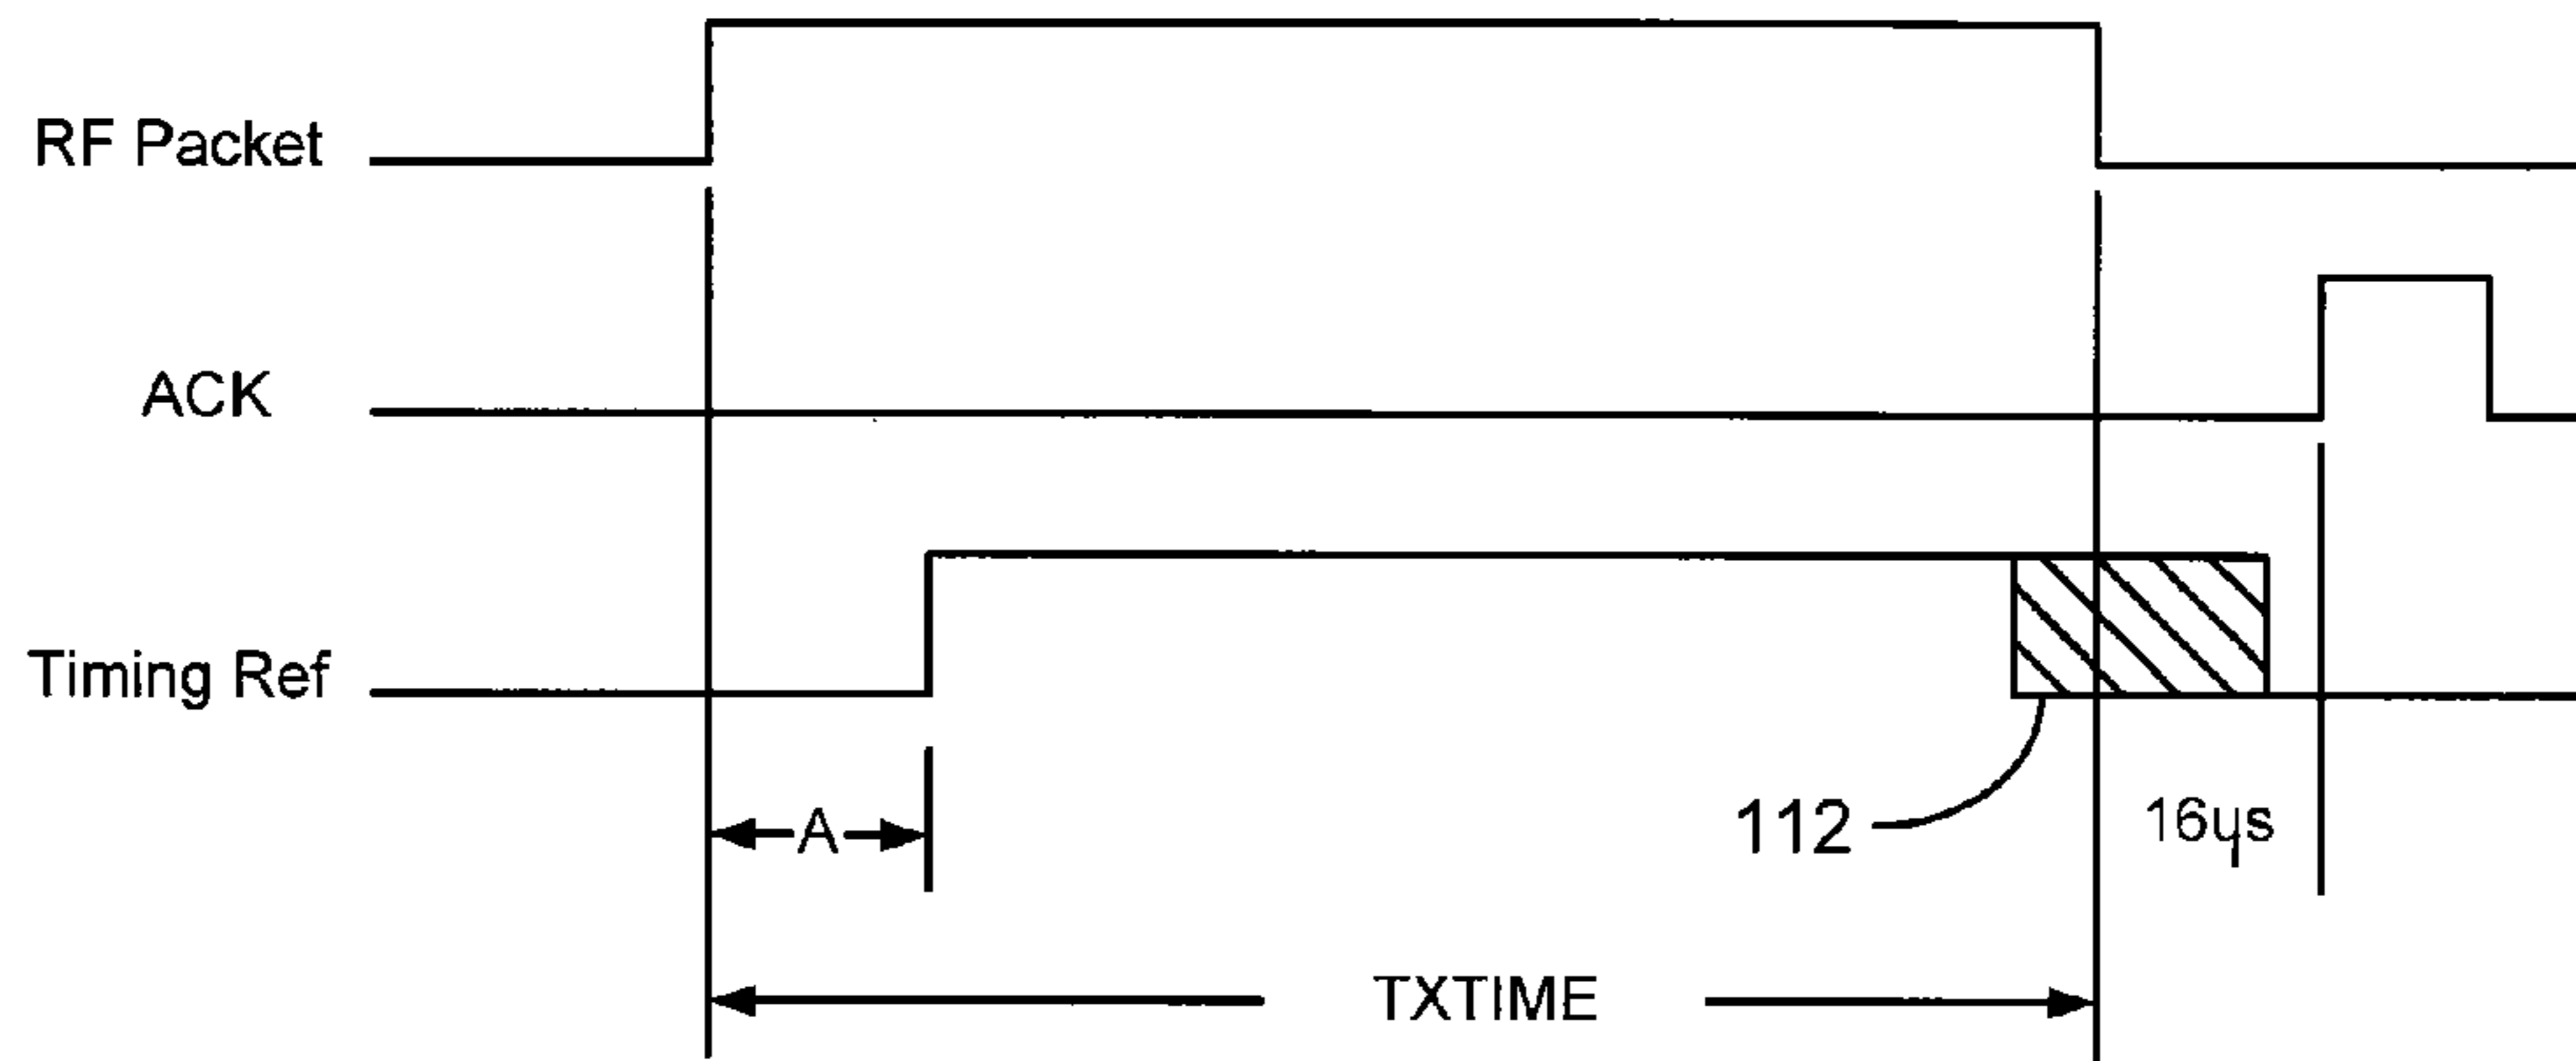 RF Packet
ACK
Timing Ref
A
112
16μs
TXTIME